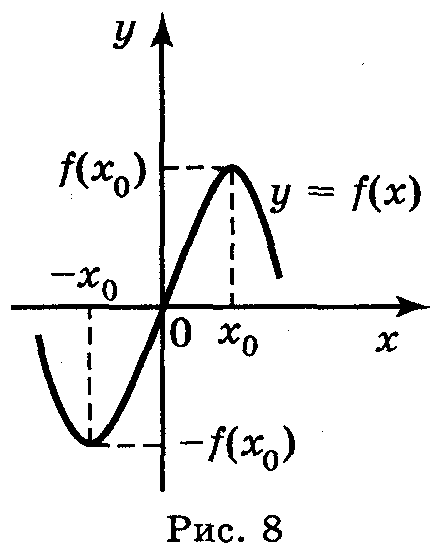 y
f(x₀)
y = f(x)
−x₀
0
x₀
x
−f(x₀)
Рис. 8